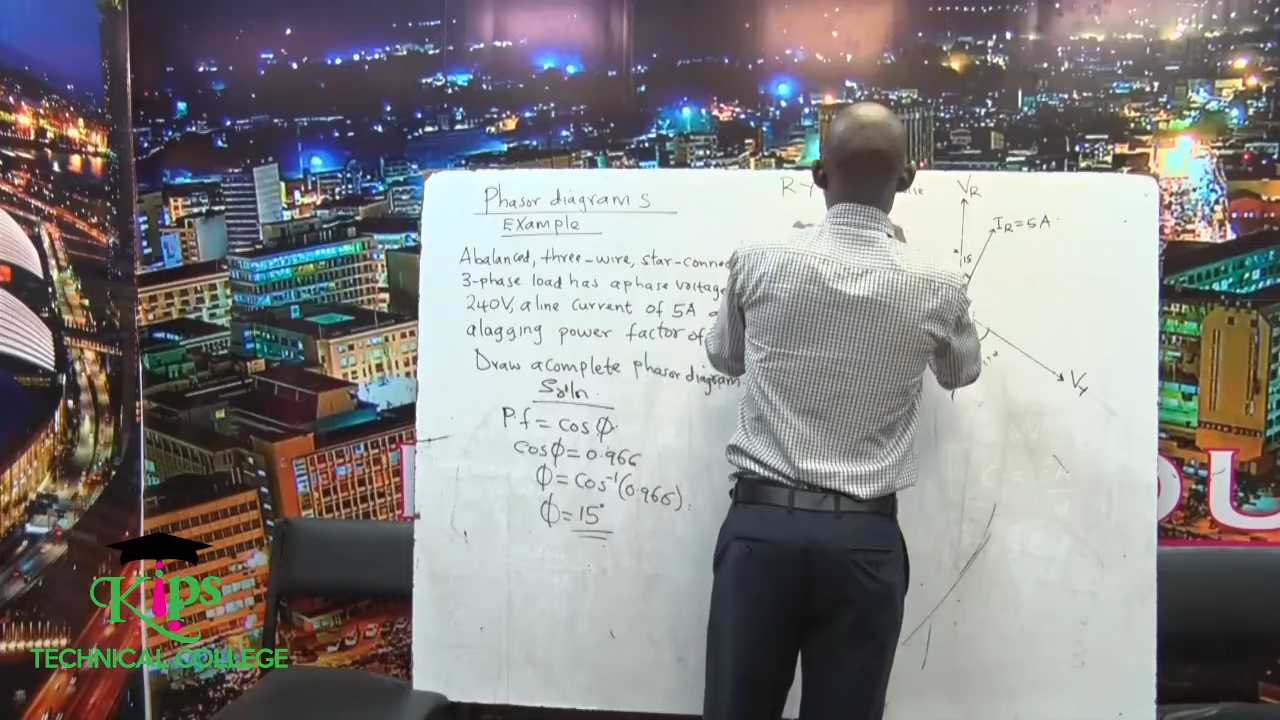 Phasor diagrams
Example
A balanced, three-wire, star-connec
3-phase load has a phase voltage
240V, a line current of 5A
a lagging power factor of
Draw a complete phasor diagram
Soln.
P.f = cos φ.
cosφ = 0.966
φ = cos⁻¹(0.966).
φ = 15°
R-Y
VR
IR = 5A.
15
VY
Kips
TECHNICAL COLLEGE